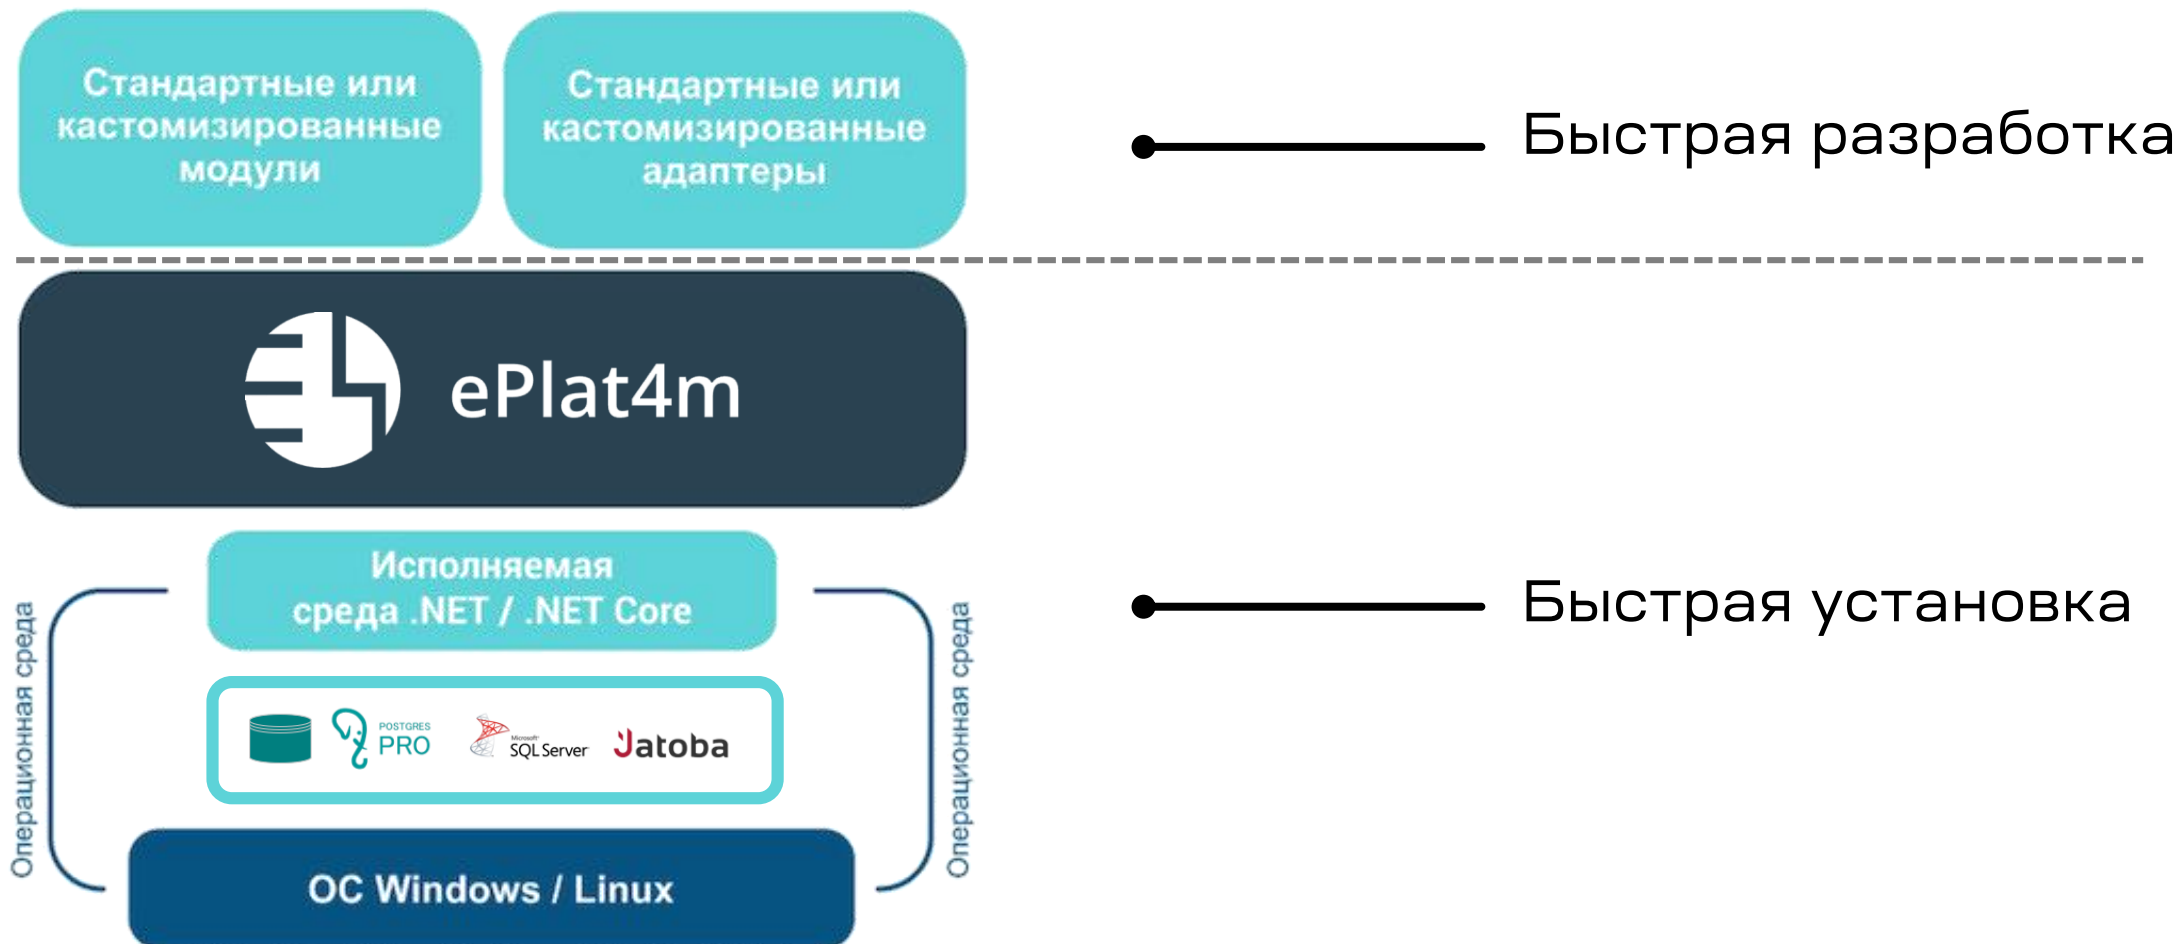 Стандартные или
кастомизированные
модули
Стандартные или
кастомизированные
адаптеры
Быстрая разработка
ePlat4m
Исполняемая
среда .NET / .NET Core
Быстрая установка
Операционная среда
Операционная среда
POSTGRES
PRO
Microsoft
SQL Server
Jatoba
ОС Windows / Linux